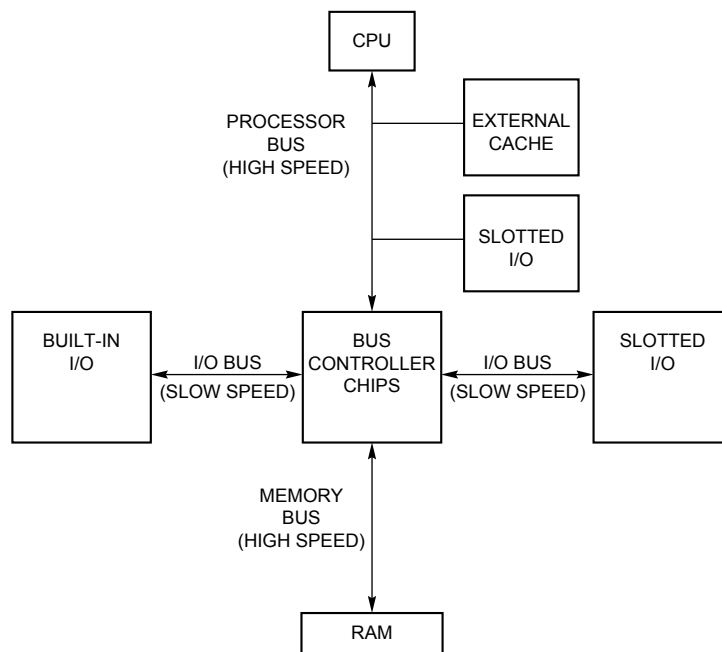 CPU
PROCESSOR
BUS
(HIGH SPEED)
EXTERNAL
CACHE
SLOTTED
I/O
BUILT-IN
I/O
I/O BUS
(SLOW SPEED)
BUS
CONTROLLER
CHIPS
I/O BUS
(SLOW SPEED)
SLOTTED
I/O
MEMORY
BUS
(HIGH SPEED)
RAM